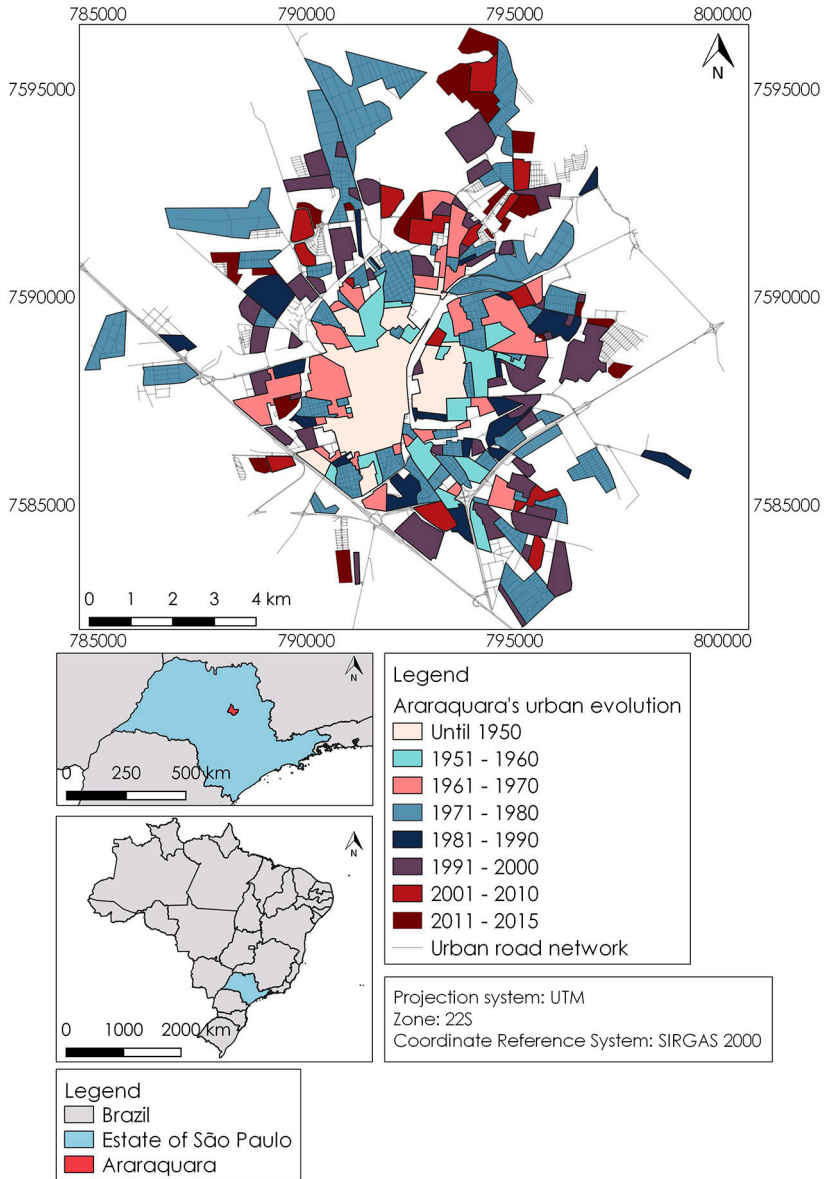 785000 790000 795000 800000
N
7595000 7595000
7590000 7590000
7585000 7585000
0 1 2 3 4 km
785000 790000 795000 800000
N
0 250 500 km
Legend
Araraquara's urban evolution
Until 1950
1951 - 1960
1961 - 1970
1971 - 1980
1981 - 1990
1991 - 2000
2001 - 2010
2011 - 2015
Urban road network
N
0 1000 2000 km
Projection system: UTM
Zone: 22S
Coordinate Reference System: SIRGAS 2000
Legend
Brazil
Estate of São Paulo
Araraquara